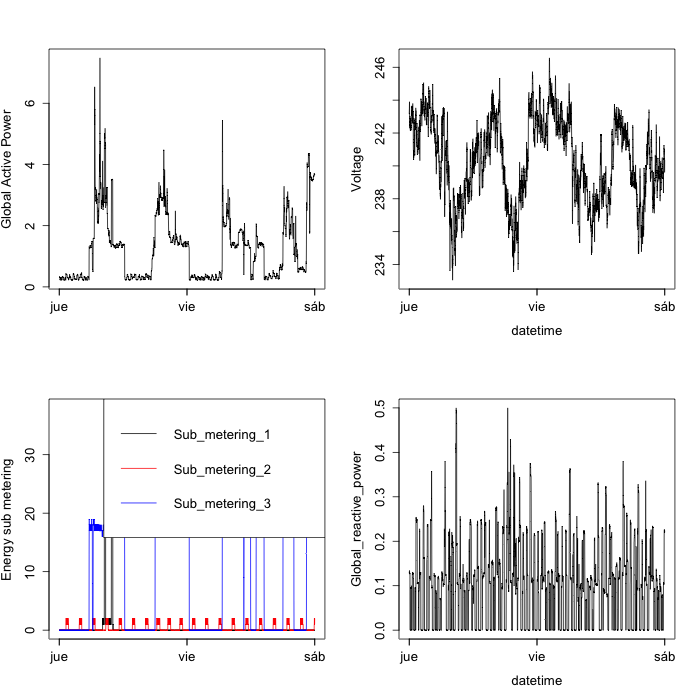 Global Active Power
0
2
4
6
jue
vie
sáb
Voltage
234
238
242
246
jue
vie
sáb
datetime
Energy sub metering
0
10
20
30
Sub_metering_1
Sub_metering_2
Sub_metering_3
jue
vie
sáb
Global_reactive_power
0.0
0.1
0.2
0.3
0.4
0.5
jue
vie
sáb
datetime